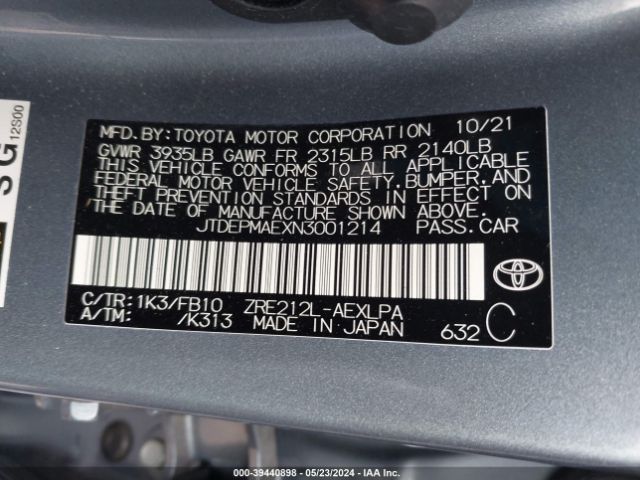 MFD. BY: TOYOTA MOTOR CORPORATION 10/21
GVWR 3935LB GAWR FR 2315LB RR 2140LB
THIS VEHICLE CONFORMS TO ALL APPLICABLE
FEDERAL MOTOR VEHICLE SAFETY, BUMPER, AND
THEFT PREVENTION STANDARDS IN EFFECT ON
THE DATE OF MANUFACTURE SHOWN ABOVE.
JTDEPMAEXN3001214 PASS. CAR
C/TR: 1K3/FB10 ZRE212L-AEXLPA
A/TM: /K313 MADE IN JAPAN 632 C
SG
12S00
000-39440898 - 05/23/2024 - IAA Inc.